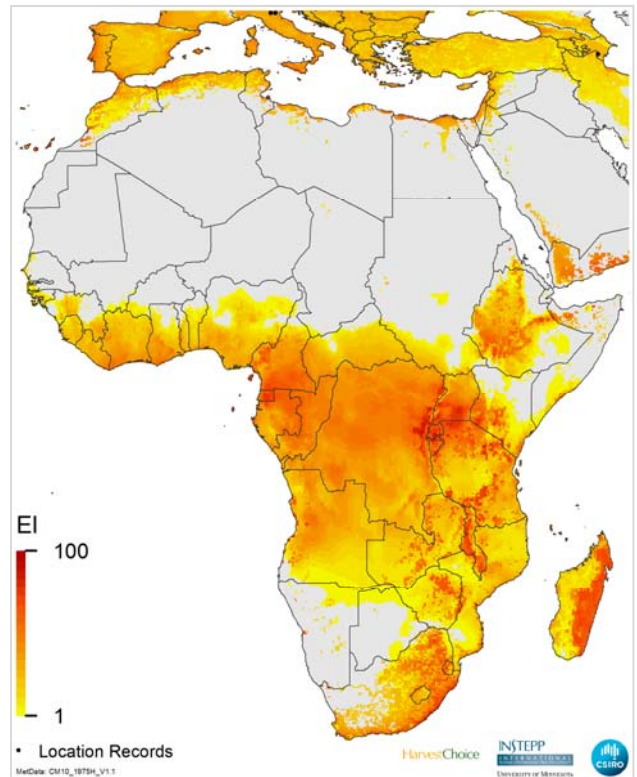 EI
100
1
Location Records
MetData: CM10_1975H_V1.1
HarvestChoice
INSTEPP
INTERNATIONAL
UNIVERSITY OF MINNESOTA
CSIRO